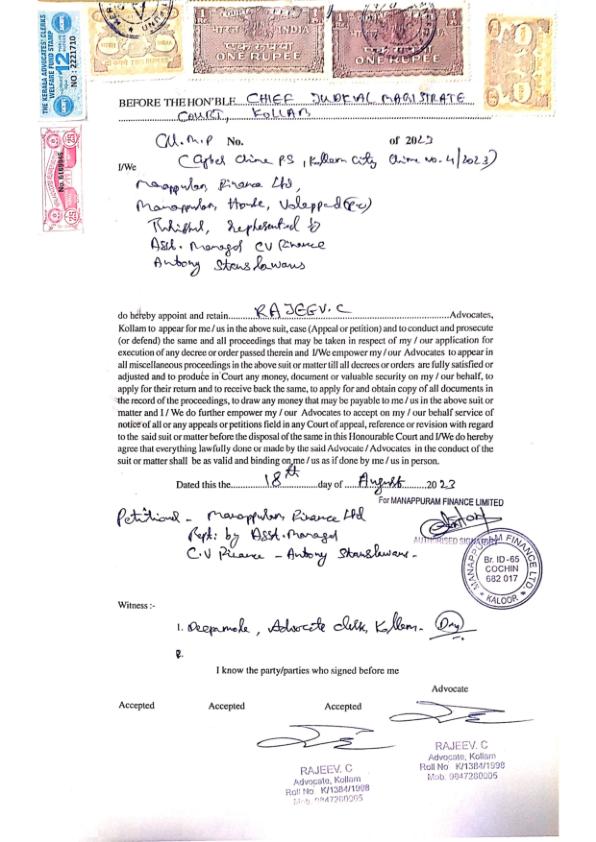 THE KERALA ADVOCATES' CLERKS
WELFARE FUND STAMP
12
NO : 2221710
1 Re.
INDIA
ONE RUPEE
INDIA
ONE RUPEE
भारत
एक रुपया
25
BEFORE THE HON'BLE CHIEF JUDICIAL MAGISTRATE
COURT, KOLLAM
C.M.P No. of 2023
Crime PS, Kollam City Crime No. 4/2023)
I/We
Manappuram Finance Ltd,
Manappuram, House, Valappad (PO)
Represented by
Asst. Manager CV Finance
Antony
do hereby appoint and retain RAJEEV. C Advocates,
Kollam to appear for me / us in the above suit, case (Appeal or petition) and to conduct and prosecute
(or defend) the same and all proceedings that may be taken in respect of my / our application for
execution of any decree or order passed therein and I/We empower my / our Advocates to appear in
all miscellaneous proceedings in the above suit or matter till all decrees or orders are fully satisfied or
adjusted and to produce in Court any money, document or valuable security on my / our behalf, to
apply for their return and to receive back the same, to apply for and obtain copy of all documents in
the record of the proceedings, to draw any money that may be payable to me / us in the above suit or
matter and I / We do further empower my / our Advocates to accept on my / our behalf service of
notice of all or any appeals or petitions field in any Court of appeal, reference or revision with regard
to the said suit or matter before the disposal of the same in this Honourable Court and I/We do hereby
agree that everything lawfully done or made by the said Advocate / Advocates in the conduct of the
suit or matter shall be as valid and binding on me / us as if done by me / us in person.
Dated this the 18th day of August 2023
For MANAPPURAM FINANCE LIMITED
Petitioner - Manappuram Finance Ltd
Rept. by Asst. Manager
C.V Finance - Antony
AUTHORISED SIGNATORY
MANAPPURAM FINANCE LTD.
Br. ID-65
COCHIN
682 017
* KALOOR *
Witness :-
1. Deepamole, Advocate clerk, Kollam.
2.
I know the party/parties who signed before me
Advocate
Accepted Accepted Accepted
RAJEEV. C
Advocate, Kollam
Roll No K/1384/1998
Mob. 9847260005
RAJEEV. C
Advocate, Kollam
Roll No K/1384/1998
Mob. 9847260005